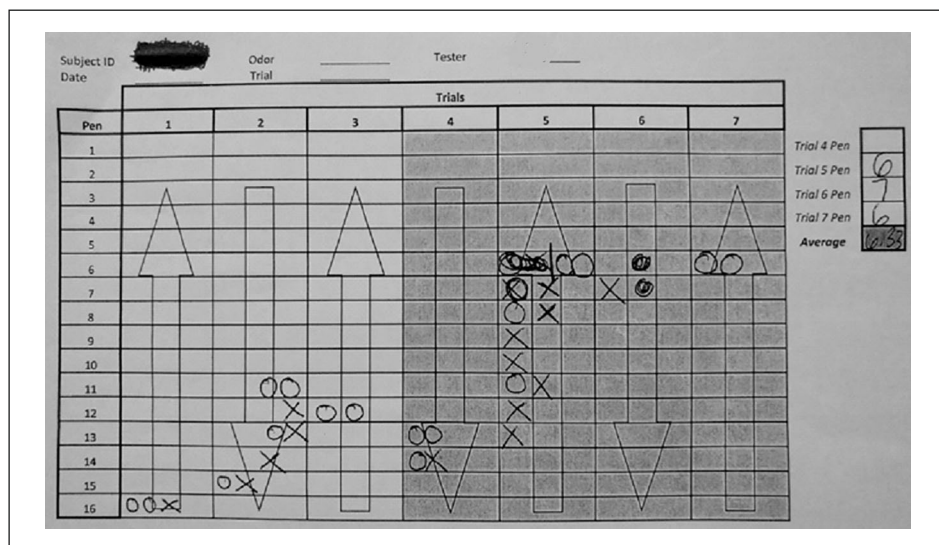 Subject ID Odor Tester
Date Trial
Trials
Pen 1 2 3 4 5 6 7
1
2
3
4
5
6
7
8
9
10
11 O O O X
12 X O O X
13 O X O O X
14 X O X
15 O X
16 O O X
Trial 4 Pen
Trial 5 Pen 6
Trial 6 Pen 7
Trial 7 Pen 6
Average 6.33